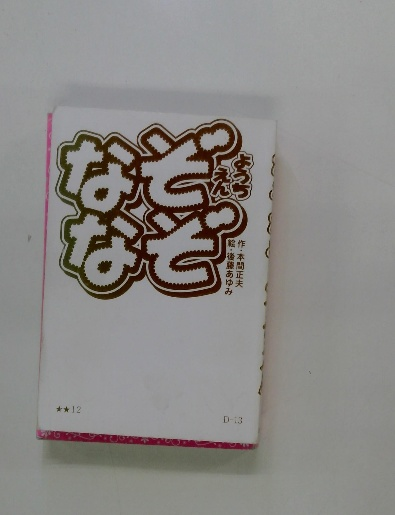 ようちえん
なぞなぞ
作・本間正夫
絵・後藤あゆみ
★★12
D-13